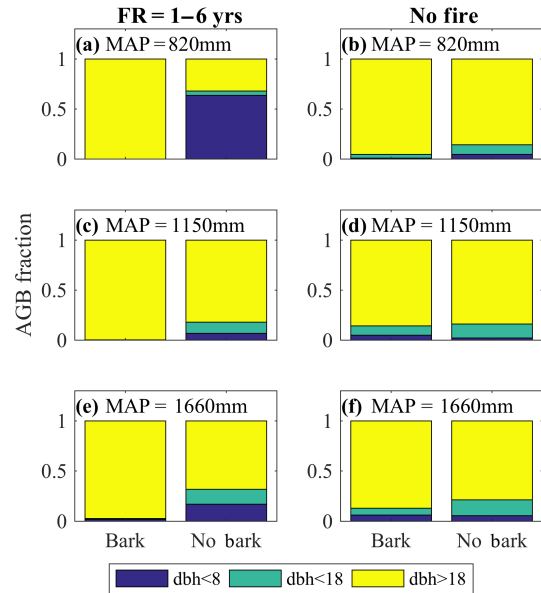 FR = 1–6 yrs
No fire
(a) MAP = 820mm
(b) MAP = 820mm
1
0.5
0
1
0.5
0
(c) MAP = 1150mm
(d) MAP = 1150mm
1
0.5
0
1
0.5
0
AGB fraction
(e) MAP = 1660mm
(f) MAP = 1660mm
1
0.5
0
1
0.5
0
Bark No bark
Bark No bark
dbh<8 dbh<18 dbh>18